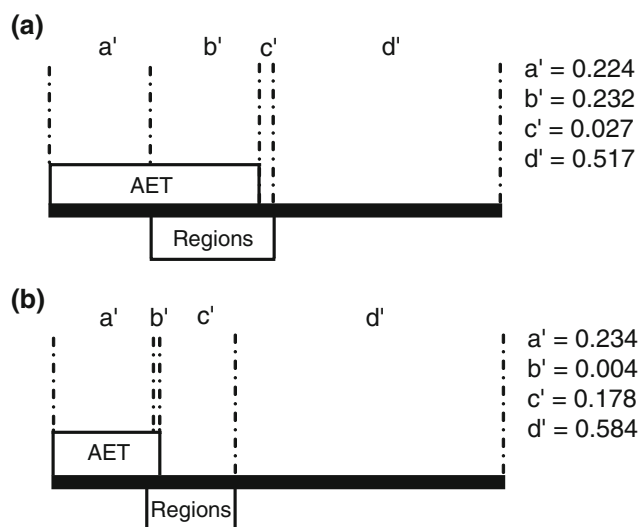 (a)
a' b' c' d'
a' = 0.224
b' = 0.232
c' = 0.027
d' = 0.517
AET
Regions
(b)
a' b' c' d'
a' = 0.234
b' = 0.004
c' = 0.178
d' = 0.584
AET
Regions